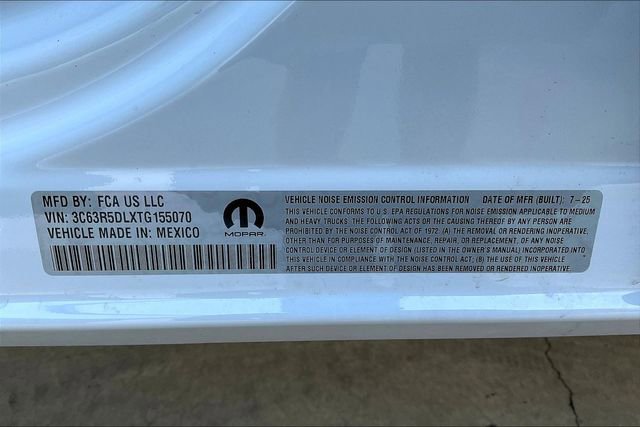 MFD BY: FCA US LLC
VIN: 3C63R5DLXTG155070
VEHICLE MADE IN: MEXICO
MOPAR
VEHICLE NOISE EMISSION CONTROL INFORMATION DATE OF MFR (BUILT): 7-25
THIS VEHICLE CONFORMS TO U.S. EPA REGULATIONS FOR NOISE EMISSION APPLICABLE TO MEDIUM
AND HEAVY TRUCKS. THE FOLLOWING ACTS OR THE CAUSING THEREOF BY ANY PERSON ARE
PROHIBITED BY THE NOISE CONTROL ACT OF 1972. (A) THE REMOVAL OR RENDERING INOPERATIVE,
OTHER THAN FOR PURPOSES OF MAINTENANCE, REPAIR, OR REPLACEMENT, OF ANY NOISE
CONTROL DEVICE OR ELEMENT OF DESIGN (LISTED IN THE OWNER'S MANUAL) INCORPORATED INTO
THIS VEHICLE IN COMPLIANCE WITH THE NOISE CONTROL ACT; (B) THE USE OF THIS VEHICLE
AFTER SUCH DEVICE OR ELEMENT OF DESIGN HAS BEEN REMOVED OR RENDERED INOPERATIVE.